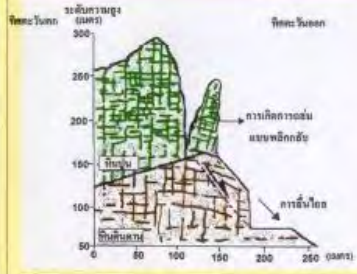 ทิศตะวันตก
ระดับความสูง
(เมตร)
ทิศตะวันออก
300
250
200
150
100
50
การเกิดการถล่ม
แบบพลิกกลับ
หินปูน
การลื่นไถล
หินดินดาน
0
50
100
150
200
250
(เมตร)